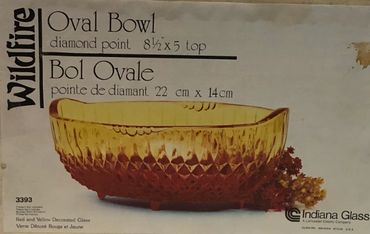 Wildfire
Oval Bowl
diamond point 8½"x5 top
Bol Ovale
pointe de diamant 22 cm x 14cm
3393
Red and Yellow Decorated Glass
Verre Décoré Rouge et Jaune
Indiana Glass